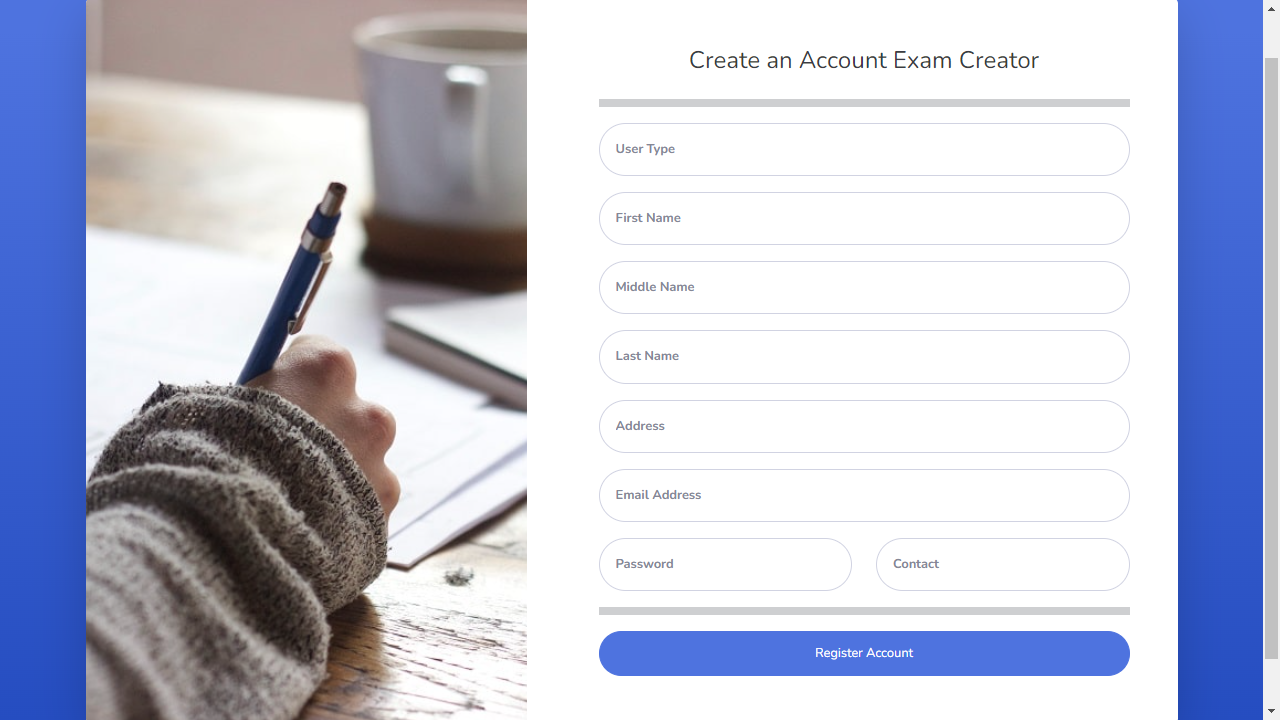 Create an Account Exam Creator
User Type
First Name
Middle Name
Last Name
Address
Email Address
Password Contact
Register Account